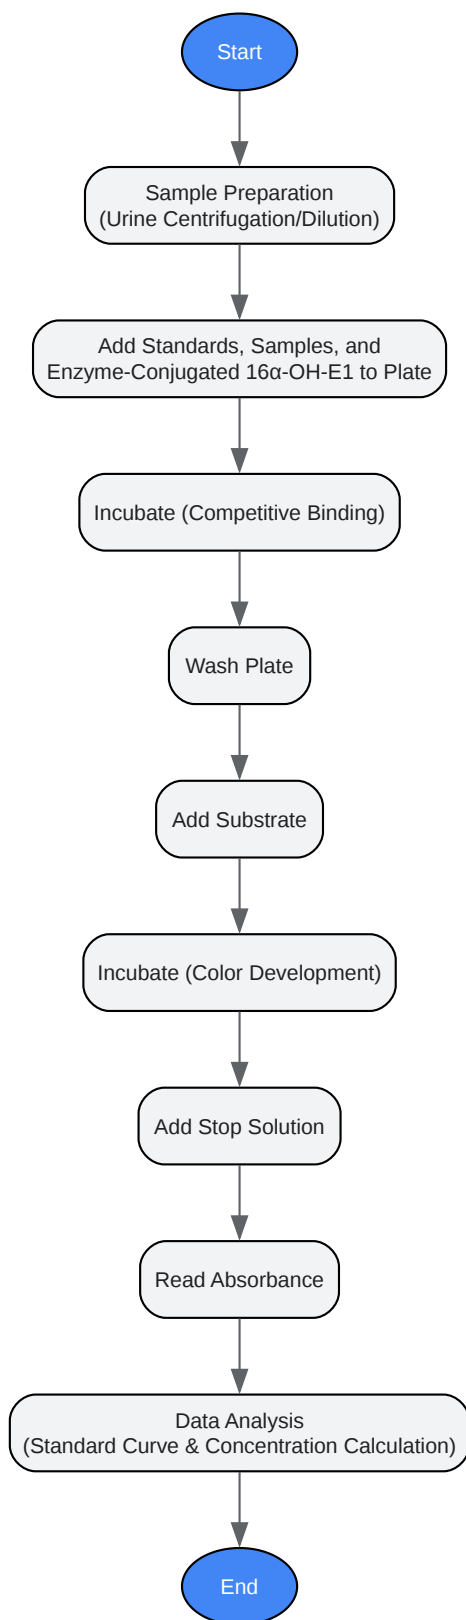 Start
Sample Preparation
(Urine Centrifugation/Dilution)
Add Standards, Samples, and
Enzyme-Conjugated 16α-OH-E1 to Plate
Incubate (Competitive Binding)
Wash Plate
Add Substrate
Incubate (Color Development)
Add Stop Solution
Read Absorbance
Data Analysis
(Standard Curve & Concentration Calculation)
End